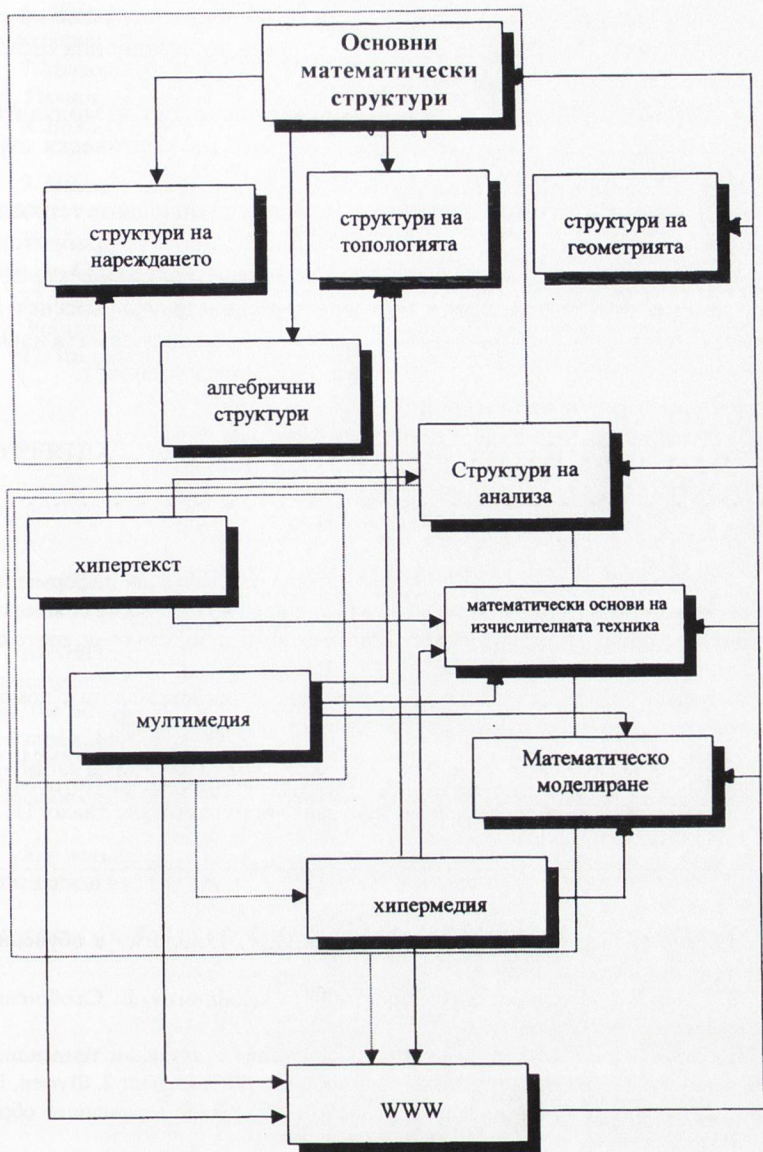 Основни
математически
структури
структури на
нареждането
структури на
топологията
структури на
геометрията
алгебрични
структури
Структури на
анализа
хипертекст
математически основи на
изчислителната техника
мултимедия
Математическо
моделиране
хипермедия
WWW